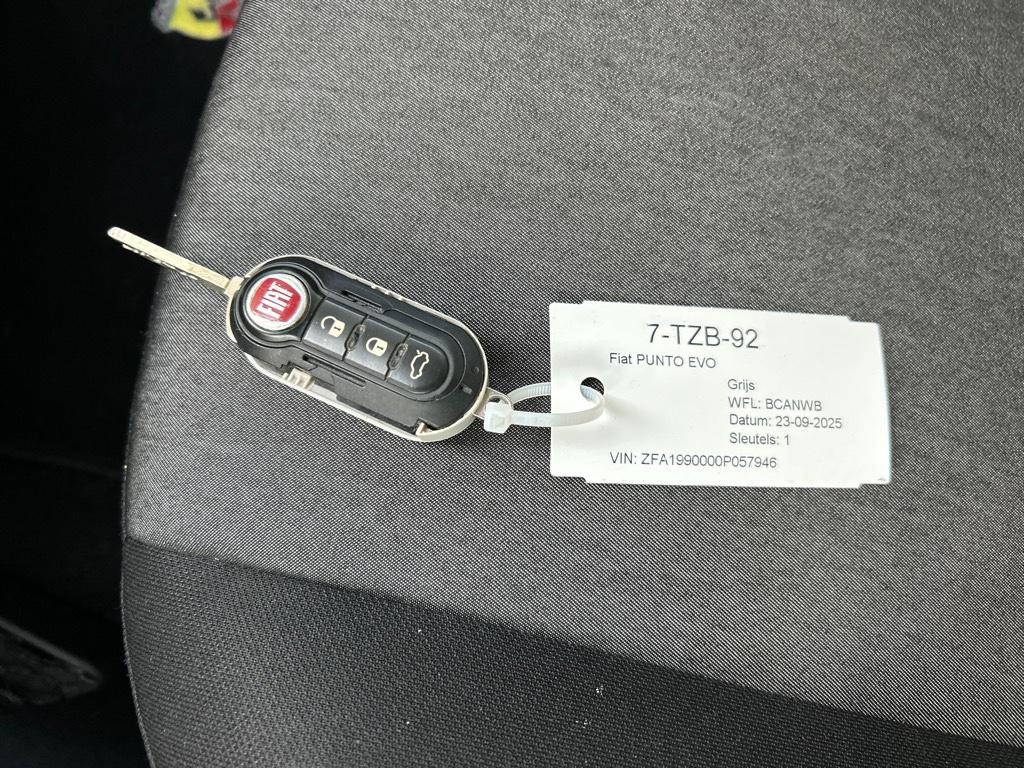 FIAT
7-TZB-92
Fiat PUNTO EVO
Grijs
WFL: BCANWB
Datum: 23-09-2025
Sleutels: 1
VIN: ZFA1990000P057946